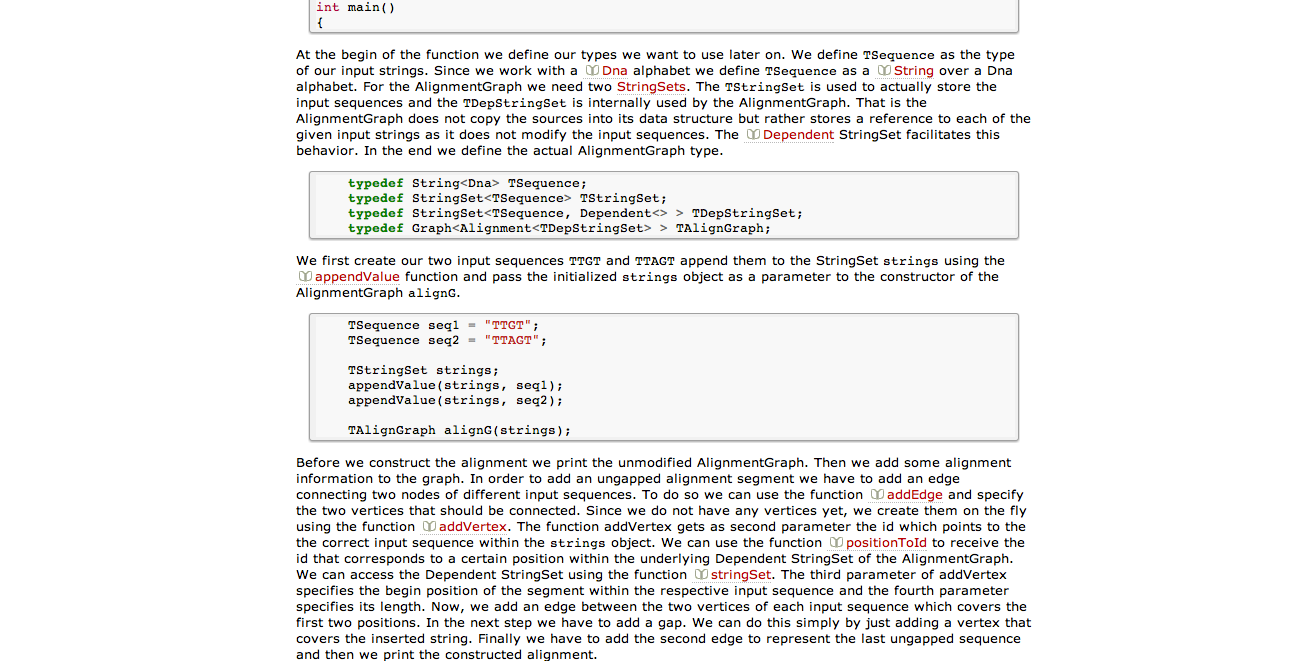 int main()
{
At the begin of the function we define our types we want to use later on. We define TSequence as the type
of our input strings. Since we work with a Dna alphabet we define TSequence as a String over a Dna
alphabet. For the AlignmentGraph we need two StringSets. The TStringSet is used to actually store the
input sequences and the TDepStringSet is internally used by the AlignmentGraph. That is the
AlignmentGraph does not copy the sources into its data structure but rather stores a reference to each of the
given input strings as it does not modify the input sequences. The Dependent StringSet facilitates this
behavior. In the end we define the actual AlignmentGraph type.
typedef String<Dna> TSequence;
typedef StringSet<TSequence> TStringSet;
typedef StringSet<TSequence, Dependent<> > TDepStringSet;
typedef Graph<Alignment<TDepStringSet> > TAlignGraph;
We first create our two input sequences TTGT and TTAGT append them to the StringSet strings using the
appendValue function and pass the initialized strings object as a parameter to the constructor of the
AlignmentGraph alignG.
TSequence seq1 = "TTGT";
TSequence seq2 = "TTAGT";
TStringSet strings;
appendValue(strings, seq1);
appendValue(strings, seq2);
TAlignGraph alignG(strings);
Before we construct the alignment we print the unmodified AlignmentGraph. Then we add some alignment
information to the graph. In order to add an ungapped alignment segment we have to add an edge
connecting two nodes of different input sequences. To do so we can use the function addEdge and specify
the two vertices that should be connected. Since we do not have any vertices yet, we create them on the fly
using the function addVertex. The function addVertex gets as second parameter the id which points to the
the correct input sequence within the strings object. We can use the function positionToId to receive the
id that corresponds to a certain position within the underlying Dependent StringSet of the AlignmentGraph.
We can access the Dependent StringSet using the function stringSet. The third parameter of addVertex
specifies the begin position of the segment within the respective input sequence and the fourth parameter
specifies its length. Now, we add an edge between the two vertices of each input sequence which covers the
first two positions. In the next step we have to add a gap. We can do this simply by just adding a vertex that
covers the inserted string. Finally we have to add the second edge to represent the last ungapped sequence
and then we print the constructed alignment.